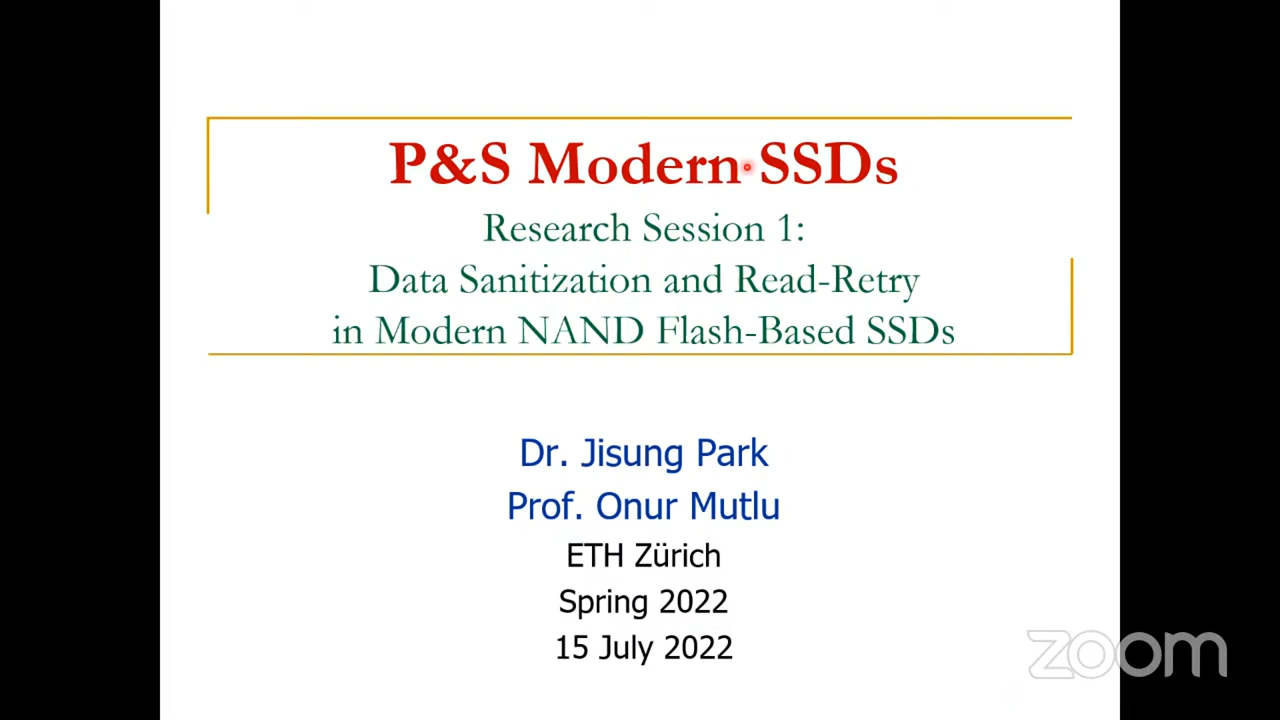 P&S Modern SSDs
Research Session 1:
Data Sanitization and Read-Retry
in Modern NAND Flash-Based SSDs
Dr. Jisung Park
Prof. Onur Mutlu
ETH Zürich
Spring 2022
15 July 2022
zoom